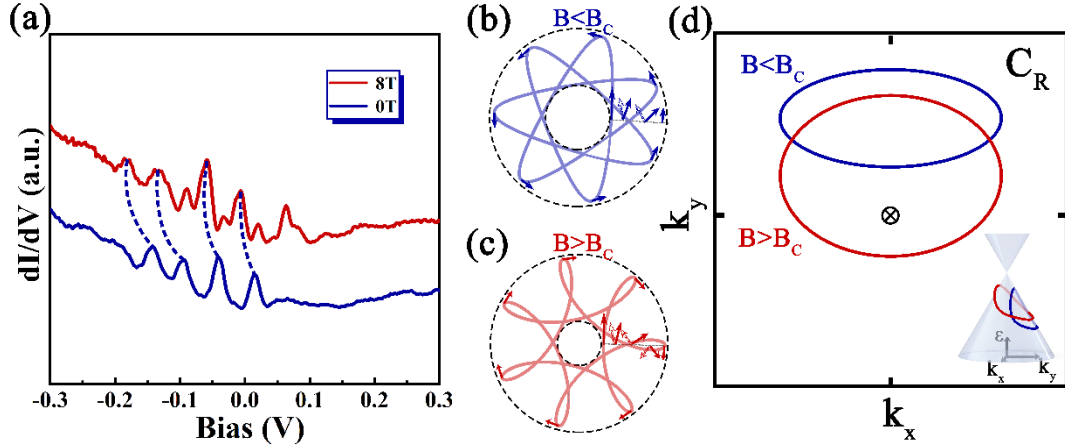 (a)
dI/dV (a.u.)
8T
0T
-0.3 -0.2 -0.1 0.0 0.1 0.2 0.3
Bias (V)
(b)
B<B_C
(c)
B>B_C
(d)
C_R
B<B_C
B>B_C
k_y
k_x
ε
k_x
k_y